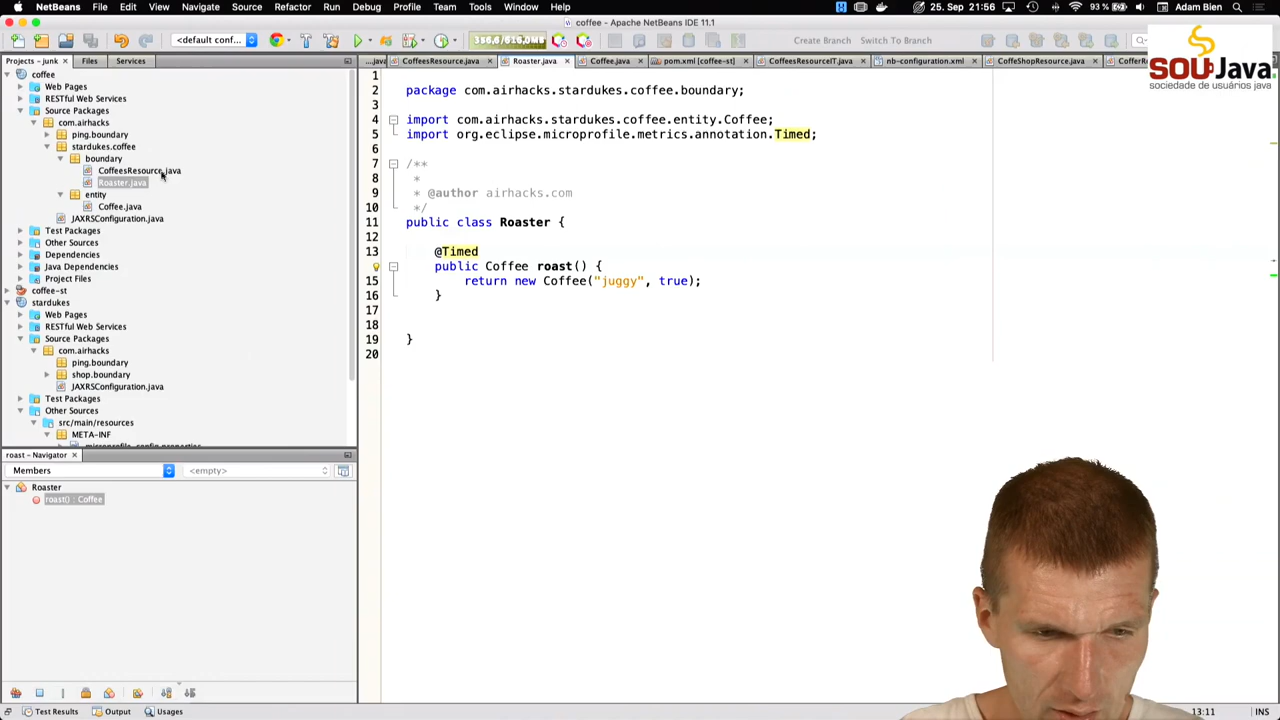 NetBeans File Edit View Navigate Source Refactor Run Debug Profile Team Tools Window Help
25. Sep 21:56
93 %
Adam Bien
coffee - Apache NetBeans IDE 11.1
<default conf...
Create Branch
Switch To Branch
SOUJava
sociedade de usuários java
Projects - junk
Files
Services
....java
CoffeesResource.java
Roaster.java
Coffee.java
pom.xml [coffee-st]
CoffeesResourceIT.java
nb-configuration.xml
CoffeShopResource.java
coffee
Web Pages
RESTful Web Services
Source Packages
com.airhacks
ping.boundary
stardukes.coffee
boundary
CoffeesResource.java
Roaster.java
entity
Coffee.java
JAXRSConfiguration.java
Test Packages
Other Sources
Dependencies
Java Dependencies
Project Files
coffee-st
stardukes
Web Pages
RESTful Web Services
Source Packages
com.airhacks
ping.boundary
shop.boundary
JAXRSConfiguration.java
Test Packages
Other Sources
src/main/resources
META-INF
1
2 package com.airhacks.stardukes.coffee.boundary;
3
4 import com.airhacks.stardukes.coffee.entity.Coffee;
5 import org.eclipse.microprofile.metrics.annotation.Timed;
6
7 /**
8 *
9 * @author airhacks.com
10 */
11 public class Roaster {
12
13 @Timed
public Coffee roast() {
15 return new Coffee("juggy", true);
16 }
17
18
19 }
20
roast - Navigator
Members
<empty>
Roaster
roast() : Coffee
Test Results
Output
Usages
13:11
INS